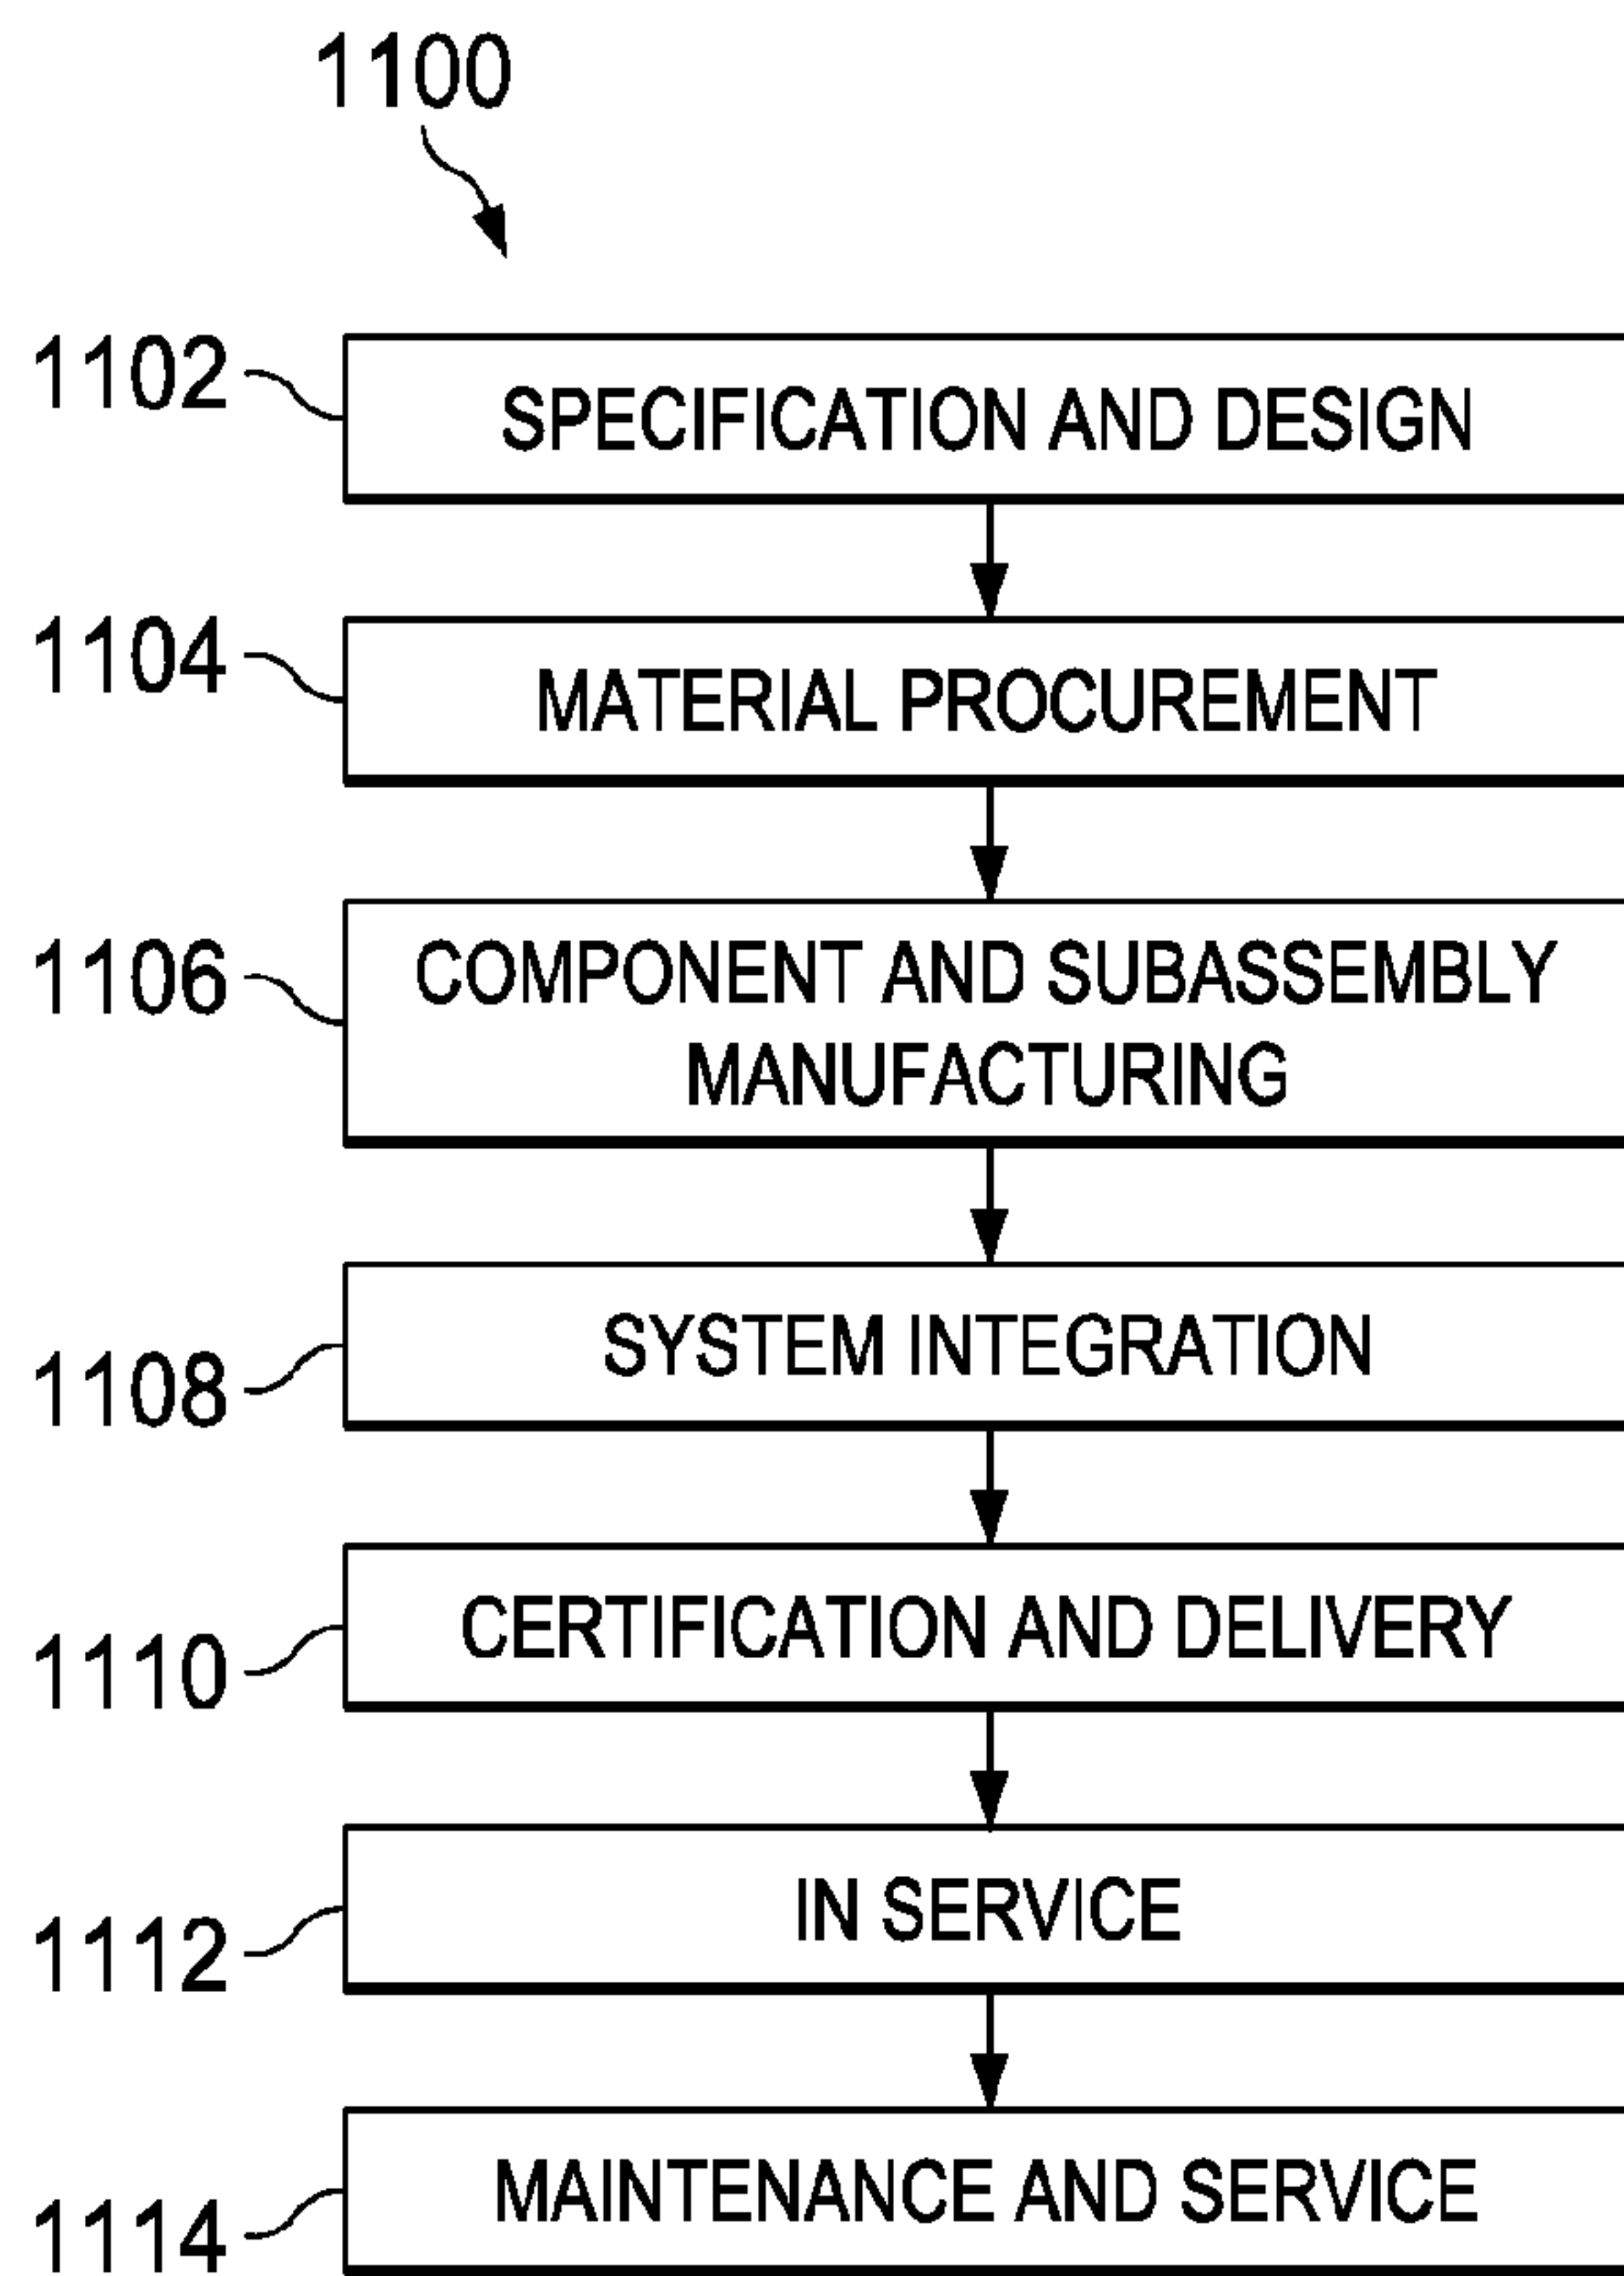 1100
1102
SPECIFICATION AND DESIGN
1104
MATERIAL PROCUREMENT
1106
COMPONENT AND SUBASSEMBLY
MANUFACTURING
1108
SYSTEM INTEGRATION
1110
CERTIFICATION AND DELIVERY
1112
IN SERVICE
1114
MAINTENANCE AND SERVICE